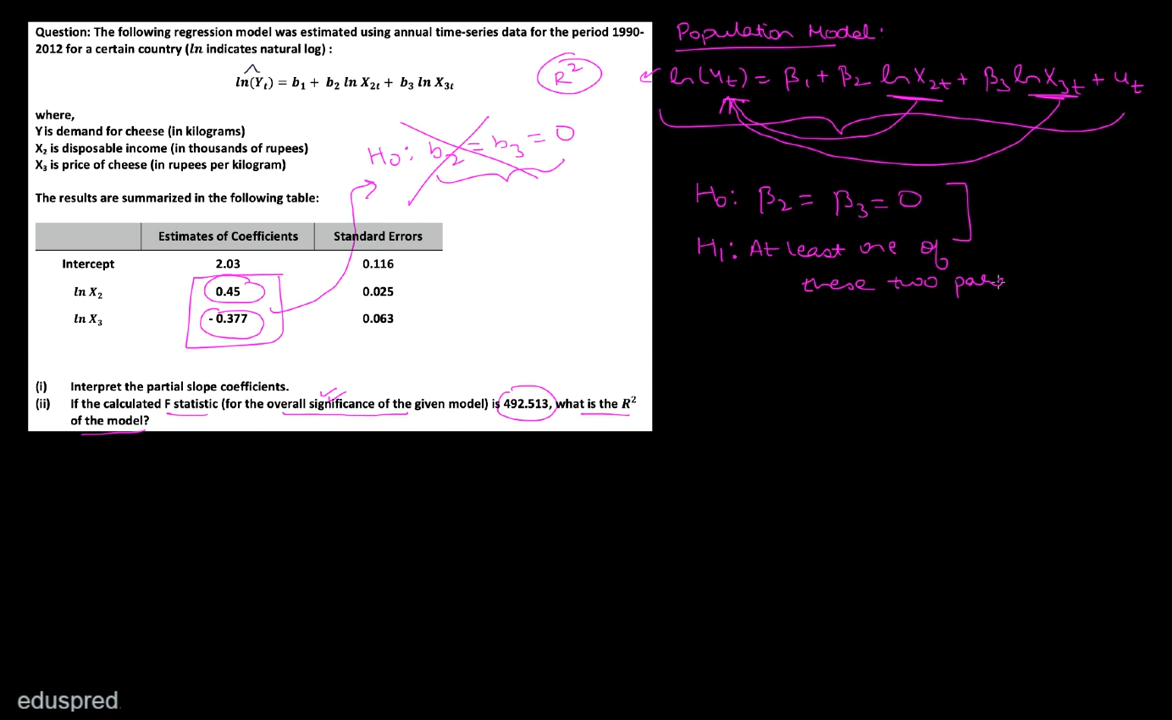 Question: The following regression model was estimated using annual time-series data for the period 1990-
2012 for a certain country (ln indicates natural log) :
ln(Yₜ) = b₁ + b₂ ln X₂ₜ + b₃ ln X₃ₜ
R²
where,
Y is demand for cheese (in kilograms)
X₂ is disposable income (in thousands of rupees)
X₃ is price of cheese (in rupees per kilogram)
H₀: b₂ = b₃ = 0
The results are summarized in the following table:
Estimates of Coefficients Standard Errors
Intercept 2.03 0.116
ln X₂ 0.45 0.025
ln X₃ - 0.377 0.063
(i) Interpret the partial slope coefficients.
(ii) If the calculated F statistic (for the overall significance of the given model) is 492.513, what is the R²
of the model?
Population Model:
ln(Yₜ) = β₁ + β₂ ln X₂ₜ + β₃ ln X₃ₜ + uₜ
H₀: β₂ = β₃ = 0
H₁: At least one of
these two
eduspred